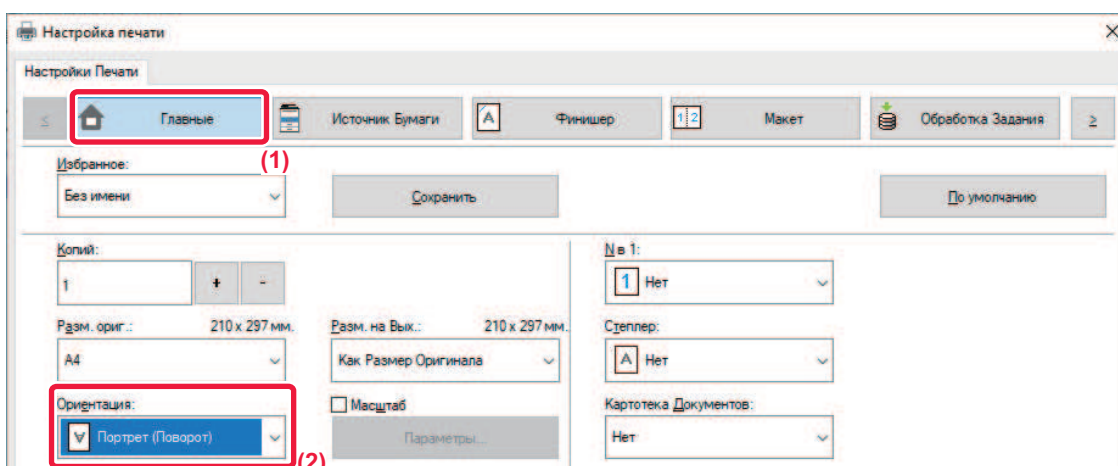 Настройка печати
Настройки Печати
Главные Источник Бумаги A Финишер 1 2 Макет Обработка Задания
(1)
Избранное:
Без имени Сохранить По умолчанию
Копий: N в 1:
1 + - 1 Нет
Разм. ориг.: 210 x 297 мм. Разм. на Вых.: 210 x 297 мм. Степлер:
A4 Как Размер Оригинала A Нет
Ориентация: Масштаб Картотека Документов:
A Портрет (Поворот) Параметры... Нет
(2)